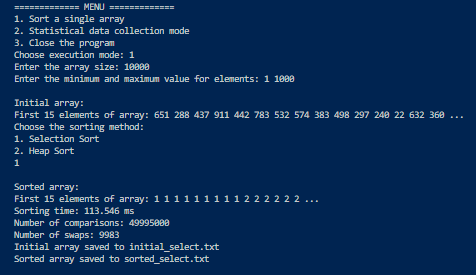 ============= MENU =============
1. Sort a single array
2. Statistical data collection mode
3. Close the program
Choose execution mode: 1
Enter the array size: 10000
Enter the minimum and maximum value for elements: 1 1000
Initial array:
First 15 elements of array: 651 288 437 911 442 783 532 574 383 498 297 240 22 632 360 ...
Choose the sorting method:
1. Selection Sort
2. Heap Sort
1
Sorted array:
First 15 elements of array: 1 1 1 1 1 1 1 1 1 2 2 2 2 2 2 ...
Sorting time: 113.546 ms
Number of comparisons: 49995000
Number of swaps: 9983
Initial array saved to initial_select.txt
Sorted array saved to sorted_select.txt